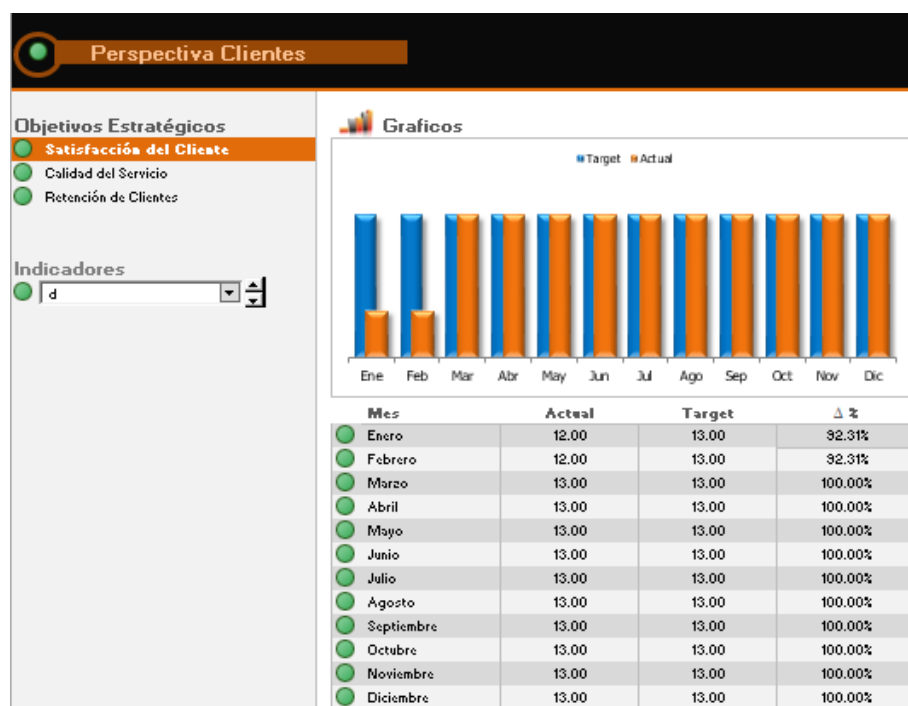 Perspectiva Clientes
Objetivos Estratégicos
Satisfacción del Cliente
Calidad del Servicio
Retención de Clientes
Indicadores
d
Graficos
Target Actual
Ene Feb Mar Abr May Jun Jul Ago Sep Oct Nov Dic
Mes Actual Target Δ %
Enero 12.00 13.00 92.31%
Febrero 12.00 13.00 92.31%
Marzo 13.00 13.00 100.00%
Abril 13.00 13.00 100.00%
Mayo 13.00 13.00 100.00%
Junio 13.00 13.00 100.00%
Julio 13.00 13.00 100.00%
Agosto 13.00 13.00 100.00%
Septiembre 13.00 13.00 100.00%
Octubre 13.00 13.00 100.00%
Noviembre 13.00 13.00 100.00%
Diciembre 13.00 13.00 100.00%